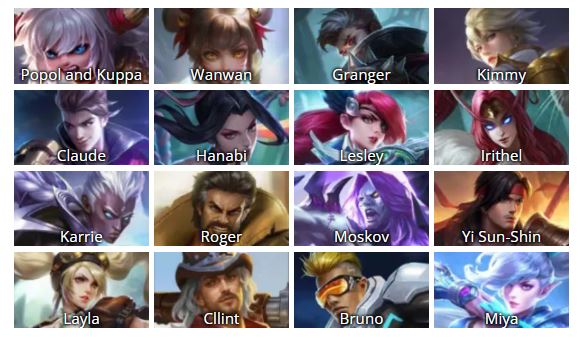 Popol and Kuppa
Wanwan
Granger
Kimmy
Claude
Hanabi
Lesley
Irithel
Karrie
Roger
Moskov
Yi Sun-Shin
Layla
Cllint
Bruno
Miya